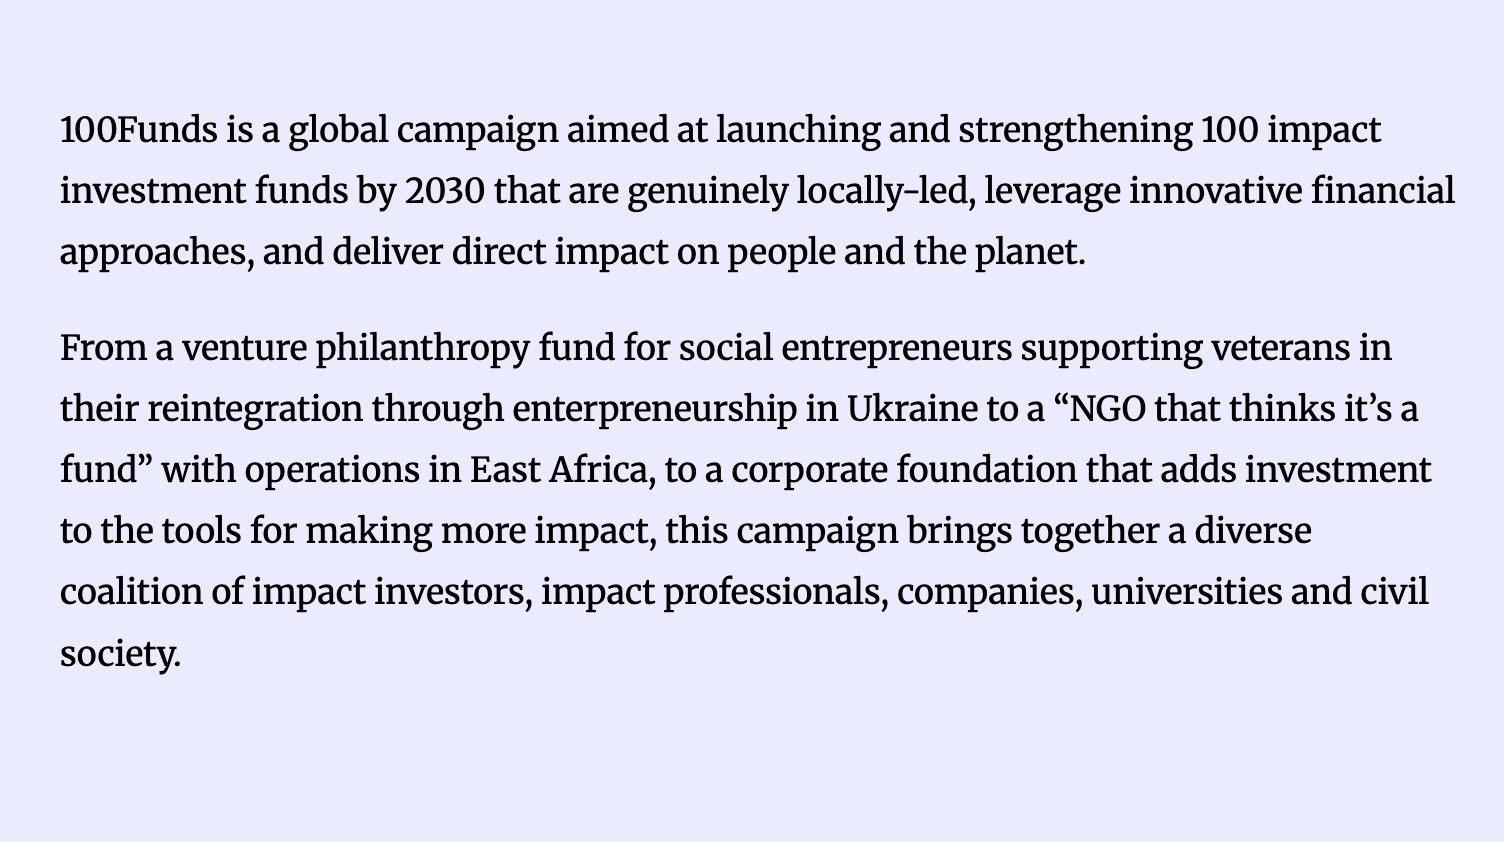 100Funds is a global campaign aimed at launching and strengthening 100 impact
investment funds by 2030 that are genuinely locally-led, leverage innovative financial
approaches, and deliver direct impact on people and the planet.
From a venture philanthropy fund for social entrepreneurs supporting veterans in
their reintegration through enterpreneurship in Ukraine to a “NGO that thinks it’s a
fund” with operations in East Africa, to a corporate foundation that adds investment
to the tools for making more impact, this campaign brings together a diverse
coalition of impact investors, impact professionals, companies, universities and civil
society.